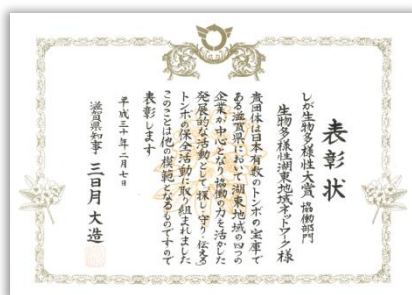 表彰状
しが生物多様性大賞 協働部門
生物多様性湖東地域ネットワーク様
貴団体は日本有数のトンボの宝庫で
ある滋賀県において湖東地域の四つの
企業が中心となり協働の力を活かした
発展的な活動として探し・守り・伝える
トンボの保全活動に取り組まれました
このことは他の模範となるものですので
表彰します
平成三十年二月七日
滋賀県知事 三日月大造